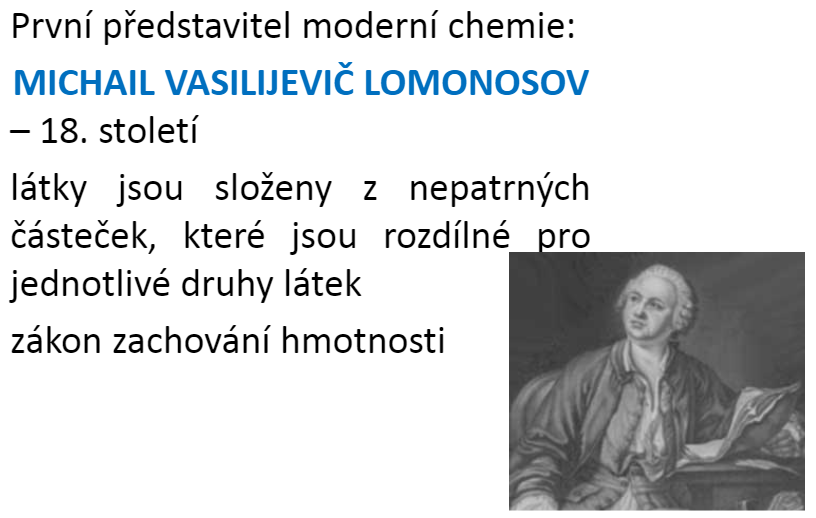 První představitel moderní chemie:
MICHAIL VASILIJEVIČ LOMONOSOV
– 18. století
látky jsou složeny z nepatrných
částeček, které jsou rozdílné pro
jednotlivé druhy látek
zákon zachování hmotnosti